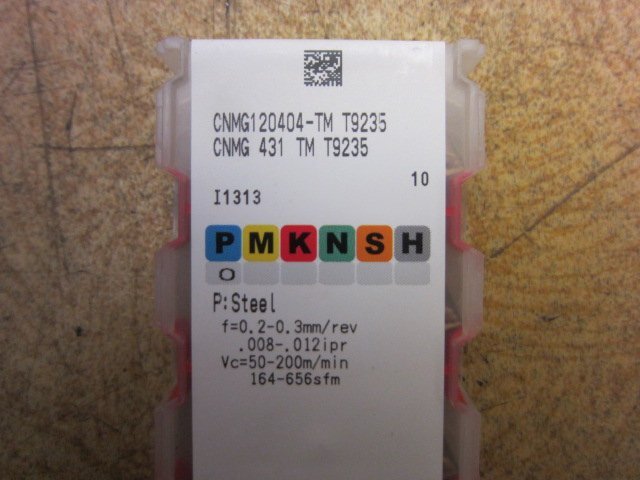 CNMG120404-TM T9235
CNMG 431 TM T9235
10
I1313
P M K N S H
O
P:Steel
f=0.2-0.3mm/rev
.008-.012ipr
Vc=50-200m/min
164-656sfm